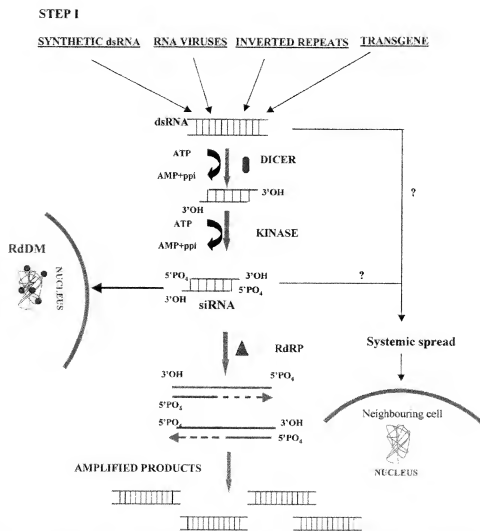 STEP I
SYNTHETIC dsRNA RNA VIRUSES INVERTED REPEATS TRANSGENE
dsRNA
ATP
DICER
AMP+ppi
?
3'OH
3'OH
ATP
KINASE
AMP+ppi
RdDM
NUCLEUS
5'PO4 3'OH
3'OH 5'PO4
?
siRNA
RdRP
Systemic spread
3'OH 5'PO4
5'PO4
3'OH
5'PO4
Neighbouring cell
NUCLEUS
AMPLIFIED PRODUCTS